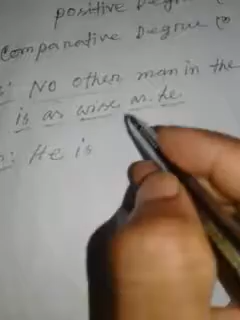 positive Degree (
Comparative Degree (
: No other man in the
is as wise as he
: He is